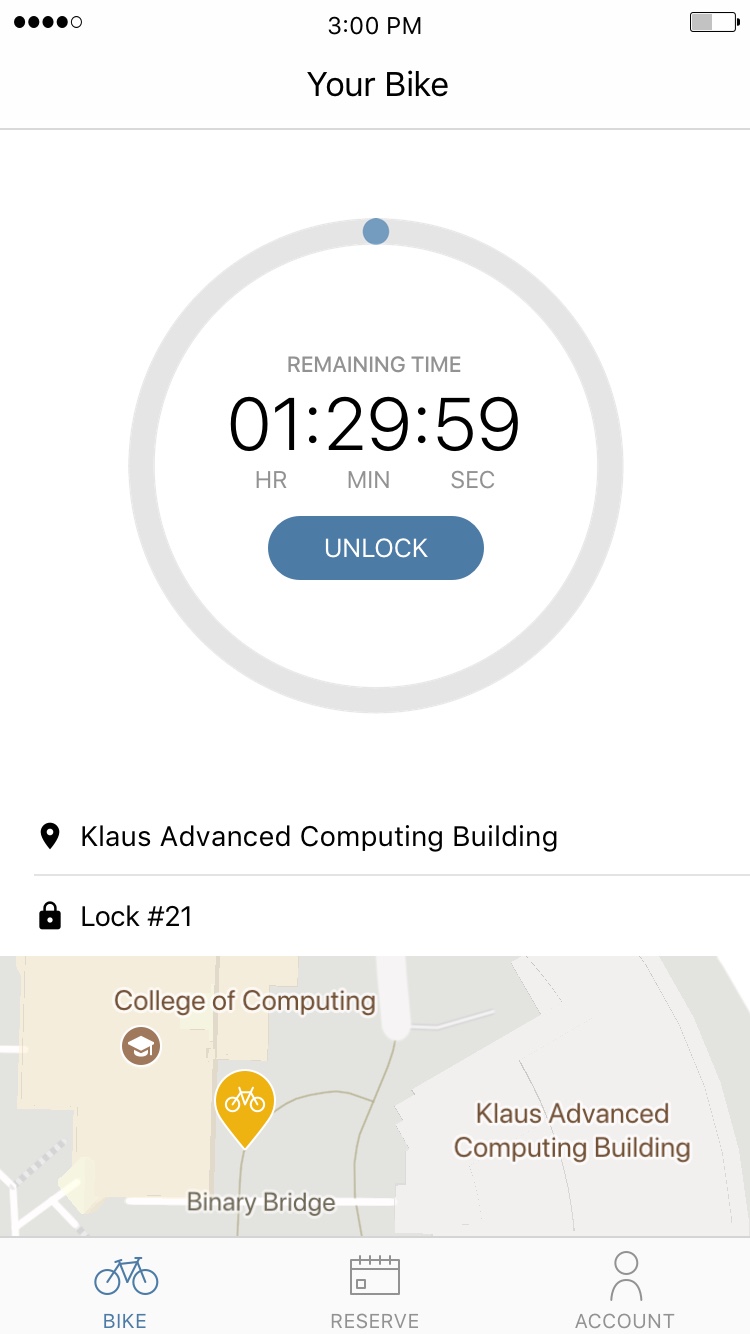 3:00 PM
Your Bike
REMAINING TIME
01:29:59
HR MIN SEC
UNLOCK
Klaus Advanced Computing Building
Lock #21
College of Computing
Klaus Advanced
Computing Building
Binary Bridge
BIKE RESERVE ACCOUNT